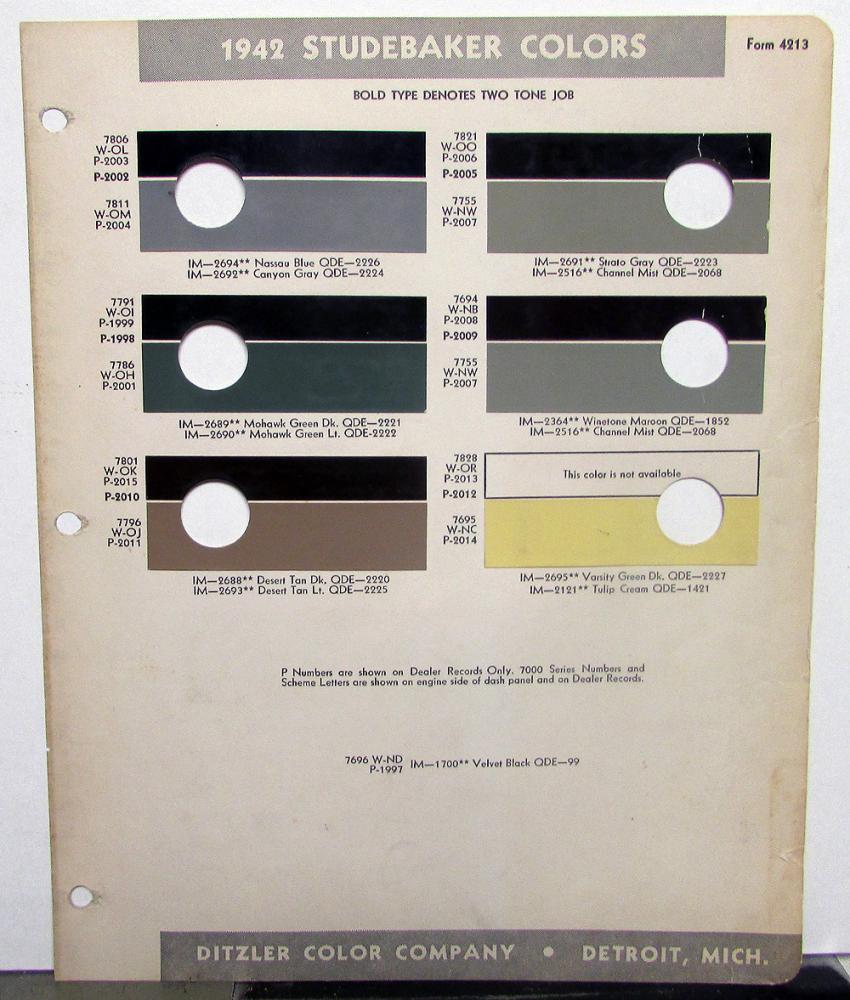 1942 STUDEBAKER COLORS
Form 4213
BOLD TYPE DENOTES TWO TONE JOB
7806
W-OL
P-2003
P-2002
7811
W-OM
P-2004
IM—2694** Nassau Blue QDE—2226
IM—2692** Canyon Gray QDE—2224
7821
W-OO
P-2006
P-2005
7755
W-NW
P-2007
IM—2691** Strato Gray QDE—2223
IM—2516** Channel Mist QDE—2068
7791
W-OI
P-1999
P-1998
7786
W-OH
P-2001
IM—2689** Mohawk Green Dk. QDE—2221
IM—2690** Mohawk Green Lt. QDE-2222
7694
W-NB
P-2008
P-2009
7755
W-NW
P-2007
IM—2364** Winetone Maroon QDE—1852
IM—2516** Channel Mist QDE—2068
7801
W-OK
P-2015
P-2010
7796
W-OJ
P-2011
IM—2688** Desert Tan Dk. QDE—2220
IM—2693** Desert Tan Lt. QDE—2225
7828
W-OR
P-2013
P-2012
This color is not available
7695
W-NC
P-2014
IM—2695** Varsity Green Dk. QDE—2227
IM—2121** Tulip Cream QDE—1421
P Numbers are shown on Dealer Records Only. 7000 Series Numbers and
Scheme Letters are shown on engine side of dash panel and on Dealer Records.
7696 W-ND
P-1997
IM—1700** Velvet Black QDE—99
DITZLER COLOR COMPANY • DETROIT, MICH.